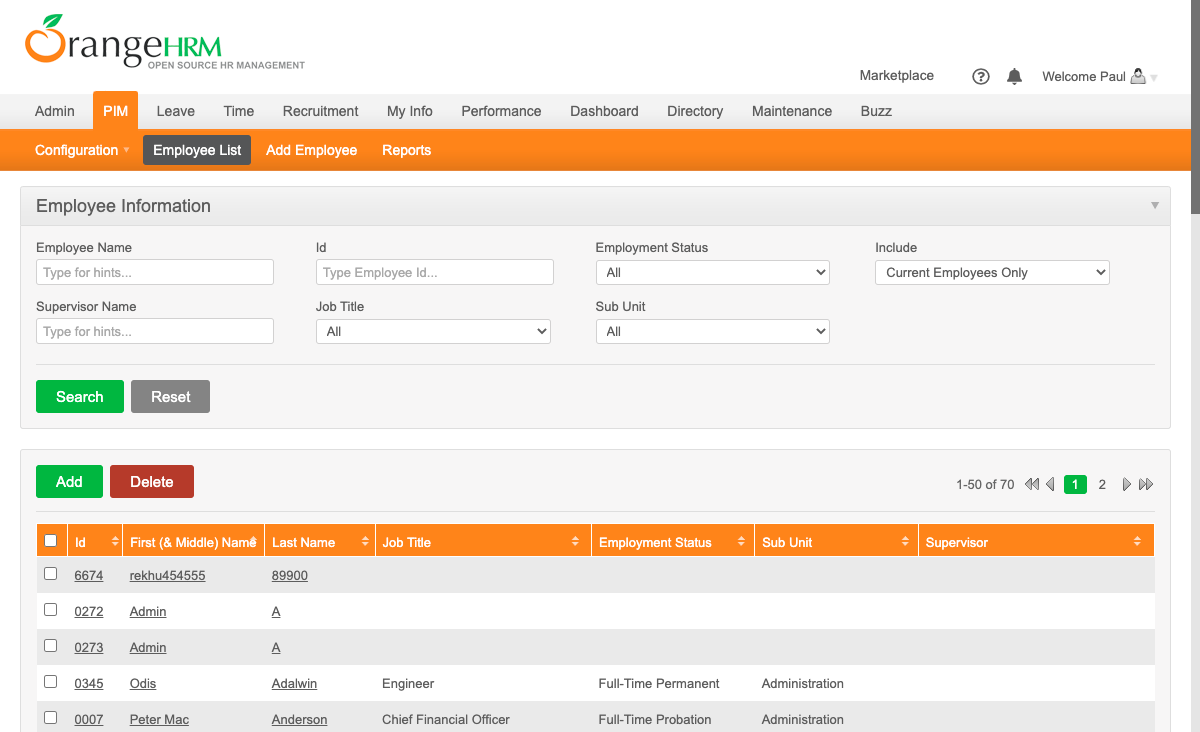 OrangeHRM
OPEN SOURCE HR MANAGEMENT
Marketplace
Welcome Paul
Admin PIM Leave Time Recruitment My Info Performance Dashboard Directory Maintenance Buzz
Configuration Employee List Add Employee Reports
Employee Information
Employee Name Id Employment Status Include
Type for hints... Type Employee Id... All Current Employees Only
Supervisor Name Job Title Sub Unit
Type for hints... All All
Search Reset
Add Delete 1-50 of 70 1 2
Id First (& Middle) Name Last Name Job Title Employment Status Sub Unit Supervisor
6674 rekhu454555 89900
0272 Admin A
0273 Admin A
0345 Odis Adalwin Engineer Full-Time Permanent Administration
0007 Peter Mac Anderson Chief Financial Officer Full-Time Probation Administration